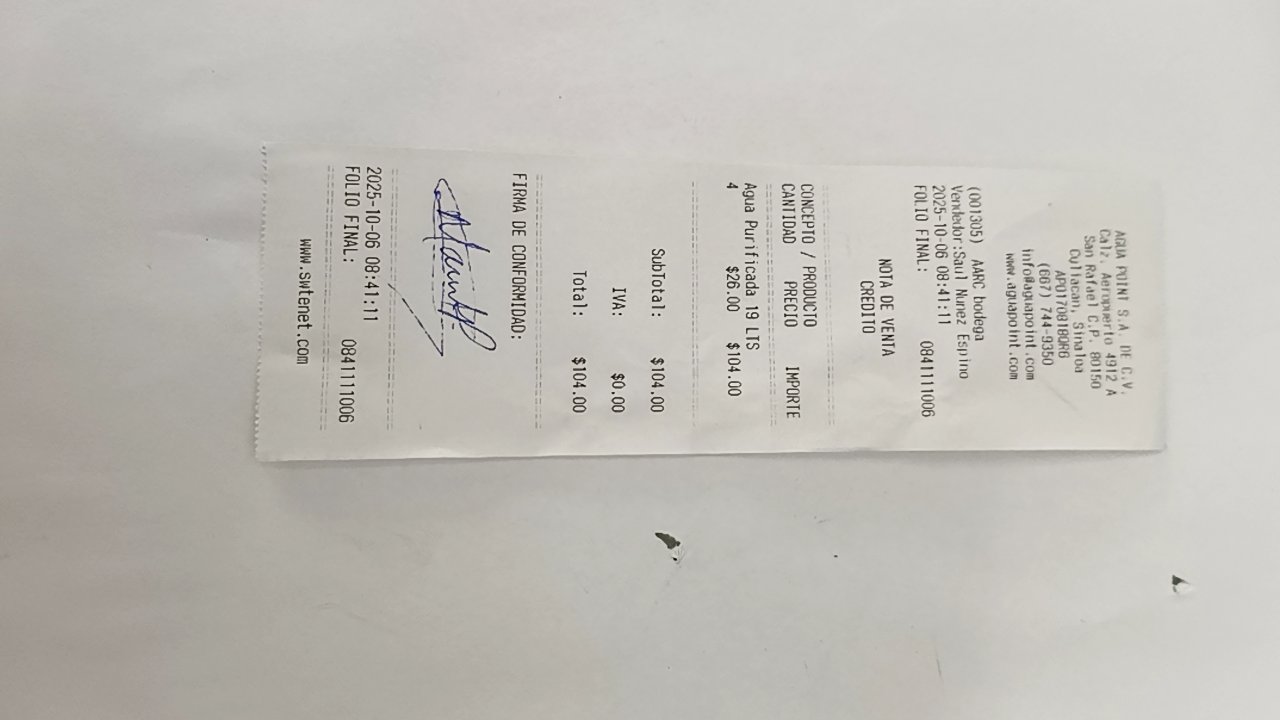 AGUA POINT S.A. DE C.V.
Calz. Aeropuerto 4912 A
San Rafael C.P. 80150
Culiacan, Sinaloa
APO170818QR6
(667) 744-9350
info@aguapoint.com
www.aguapoint.com
(001305) AARC bodega
Vendedor:Saul Nunez Espino
2025-10-06 08:41:11
FOLIO FINAL: 0841111006
NOTA DE VENTA
CREDITO
CONCEPTO / PRODUCTO
CANTIDAD PRECIO IMPORTE
Agua Purificada 19 LTS
4 $26.00 $104.00
SubTotal: $104.00
IVA: $0.00
Total: $104.00
FIRMA DE CONFORMIDAD:
2025-10-06 08:41:11
FOLIO FINAL: 0841111006
www.swtenet.com